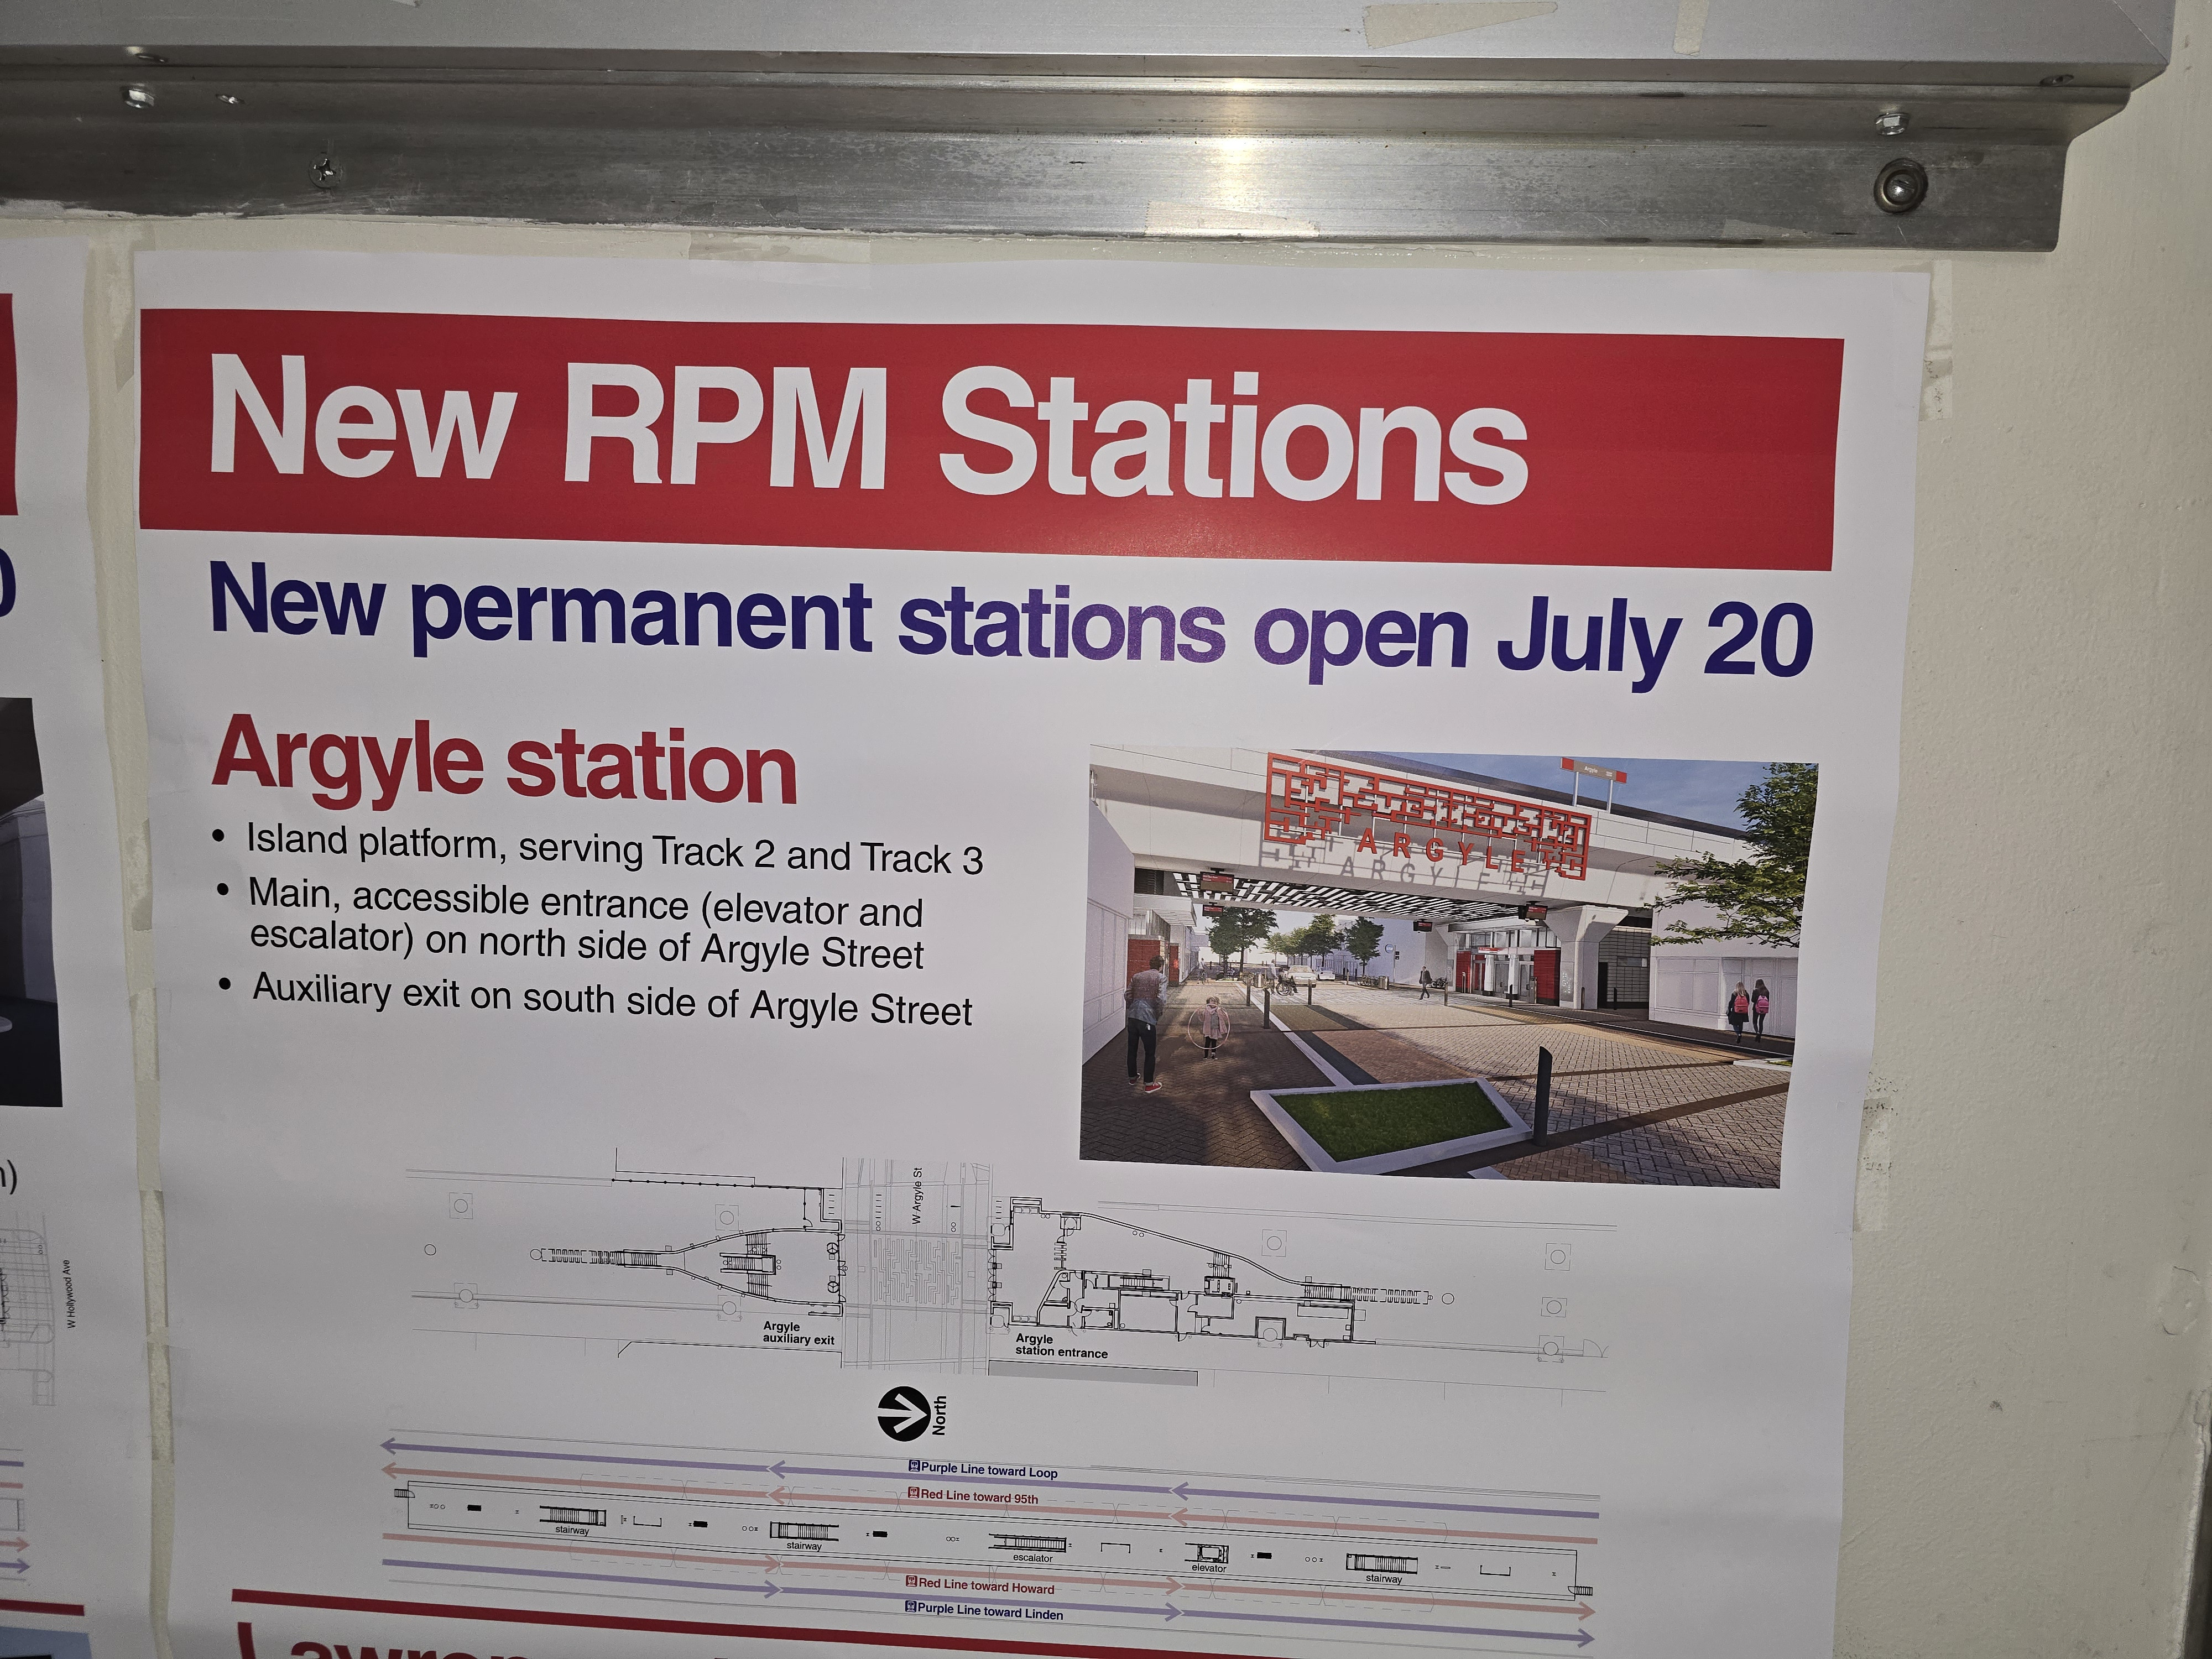 New RPM Stations
New permanent stations open July 20
Argyle station
• Island platform, serving Track 2 and Track 3
• Main, accessible entrance (elevator and
escalator) on north side of Argyle Street
• Auxiliary exit on south side of Argyle Street
Argyle
ARGYLE
W Argyle St
Argyle
auxiliary exit
Argyle
station entrance
North
Purple Line toward Loop
Red Line toward 95th
stairway
stairway
escalator
elevator
stairway
Red Line toward Howard
Purple Line toward Linden
W Hollywood Ave